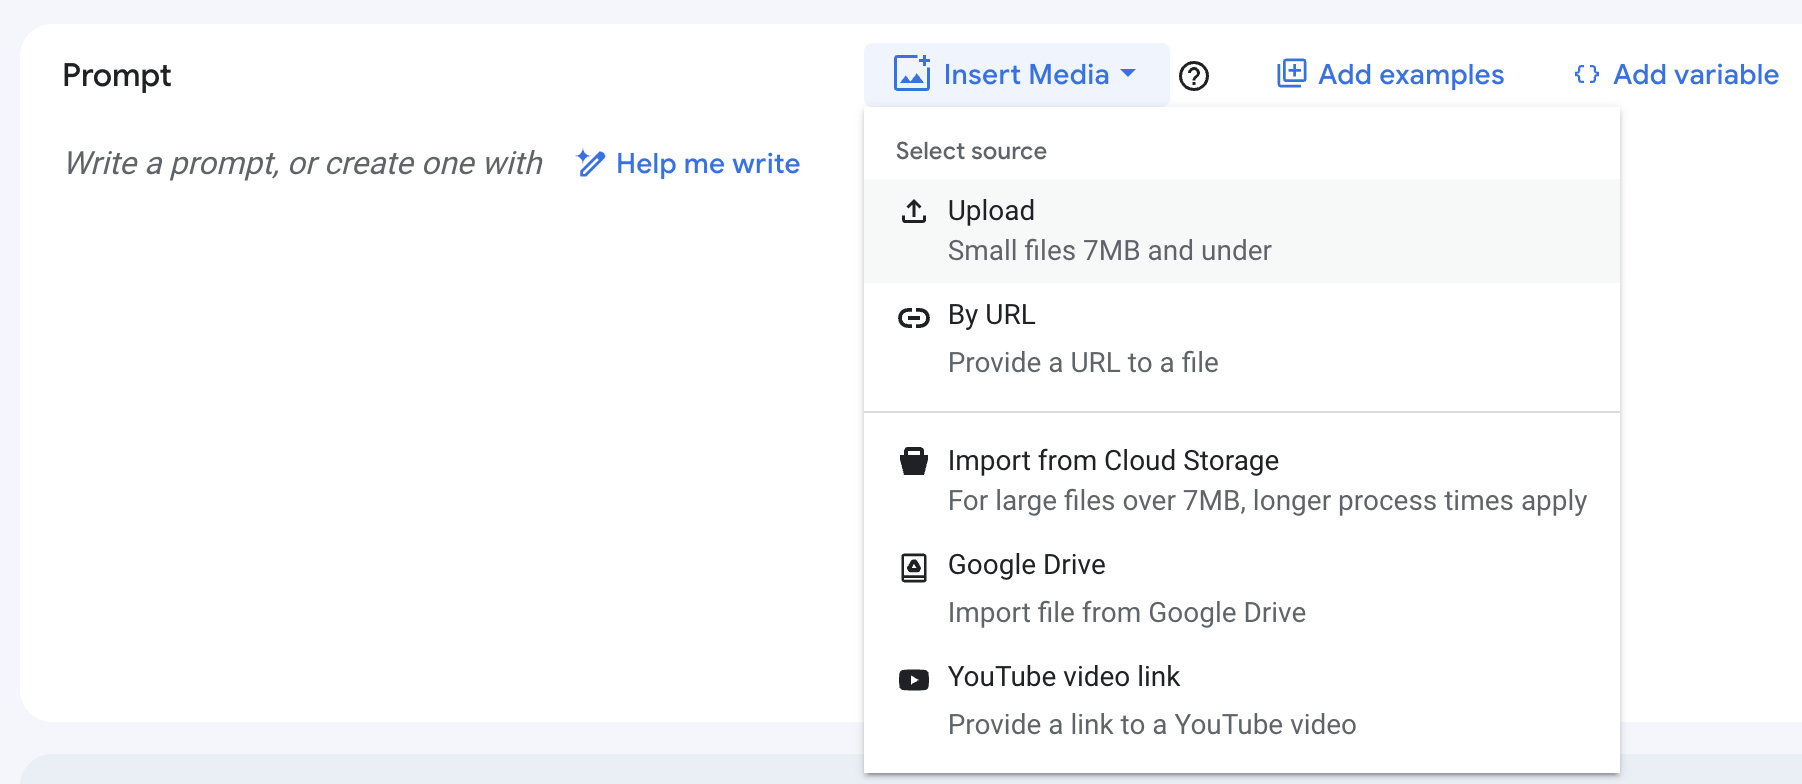 Prompt
Insert Media
Add examples
Add variable
Write a prompt, or create one with
Help me write
Select source
Upload
Small files 7MB and under
By URL
Provide a URL to a file
Import from Cloud Storage
For large files over 7MB, longer process times apply
Google Drive
Import file from Google Drive
YouTube video link
Provide a link to a YouTube video